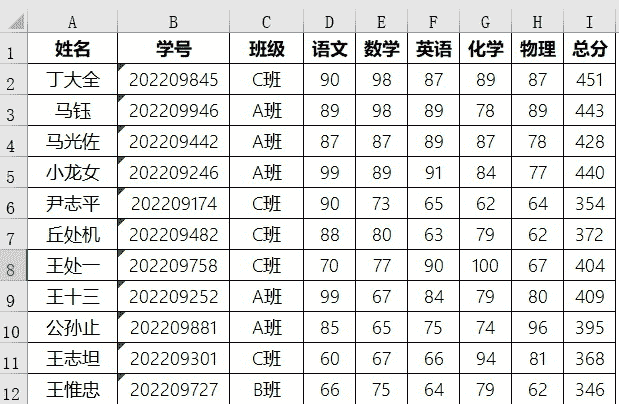 A B C D E F G H I
1 姓名 学号 班级 语文 数学 英语 化学 物理 总分
2 丁大全 202209845 C班 90 98 87 89 87 451
3 马钰 202209946 A班 89 98 89 78 89 443
4 马光佐 202209442 A班 87 87 89 87 78 428
5 小龙女 202209246 A班 99 89 91 84 77 440
6 尹志平 202209174 C班 90 73 65 62 64 354
7 丘处机 202209482 C班 88 80 63 79 62 372
8 王处一 202209758 C班 70 77 90 100 67 404
9 王十三 202209252 A班 99 67 84 79 80 409
10 公孙止 202209881 A班 85 65 75 74 96 395
11 王志坦 202209301 C班 60 67 66 94 81 368
12 王惟忠 202209727 B班 66 75 64 79 62 346